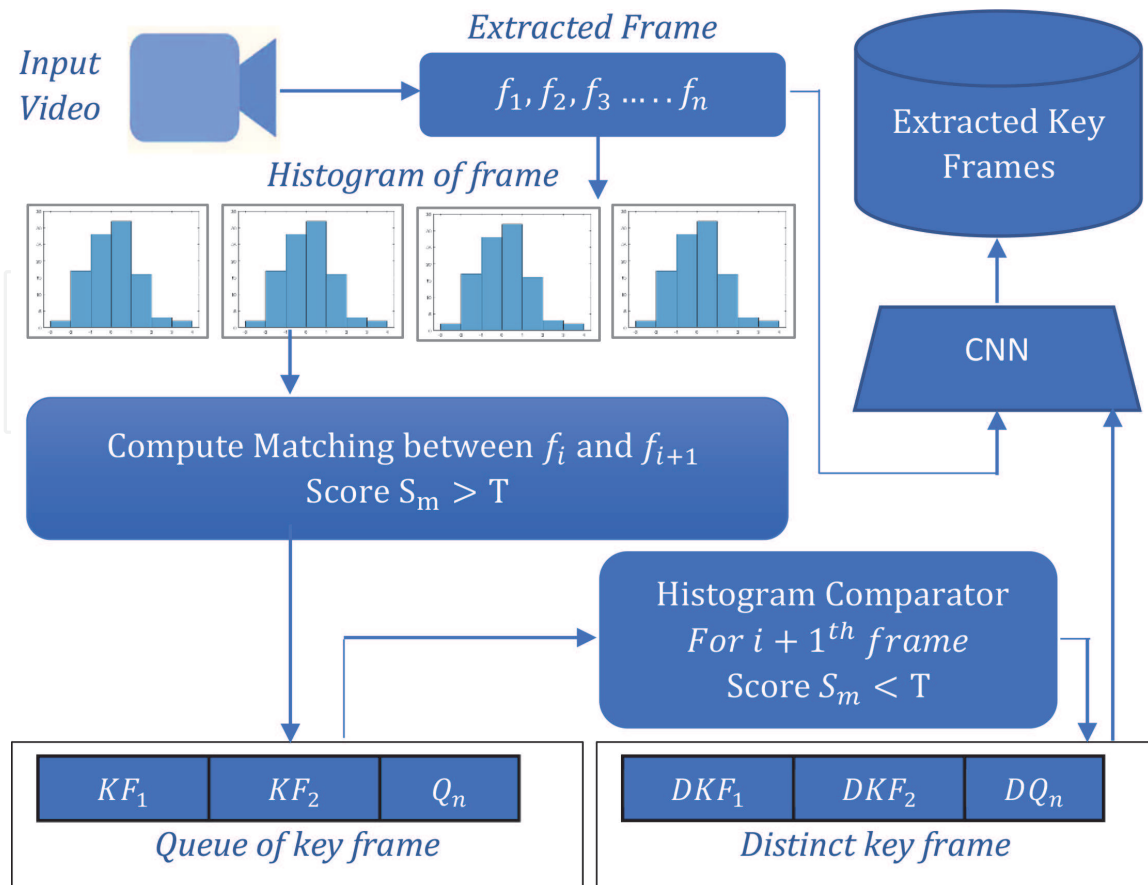 Input
Video
Extracted Frame
f₁, f₂, f₃ ..... fₙ
Extracted Key
Frames
Histogram of frame
CNN
Compute Matching between fᵢ and fᵢ₊₁
Score Sₘ > T
Histogram Comparator
For i + 1ᵗʰ frame
Score Sₘ < T
KF₁ KF₂ Qₙ
Queue of key frame
DKF₁ DKF₂ DQₙ
Distinct key frame